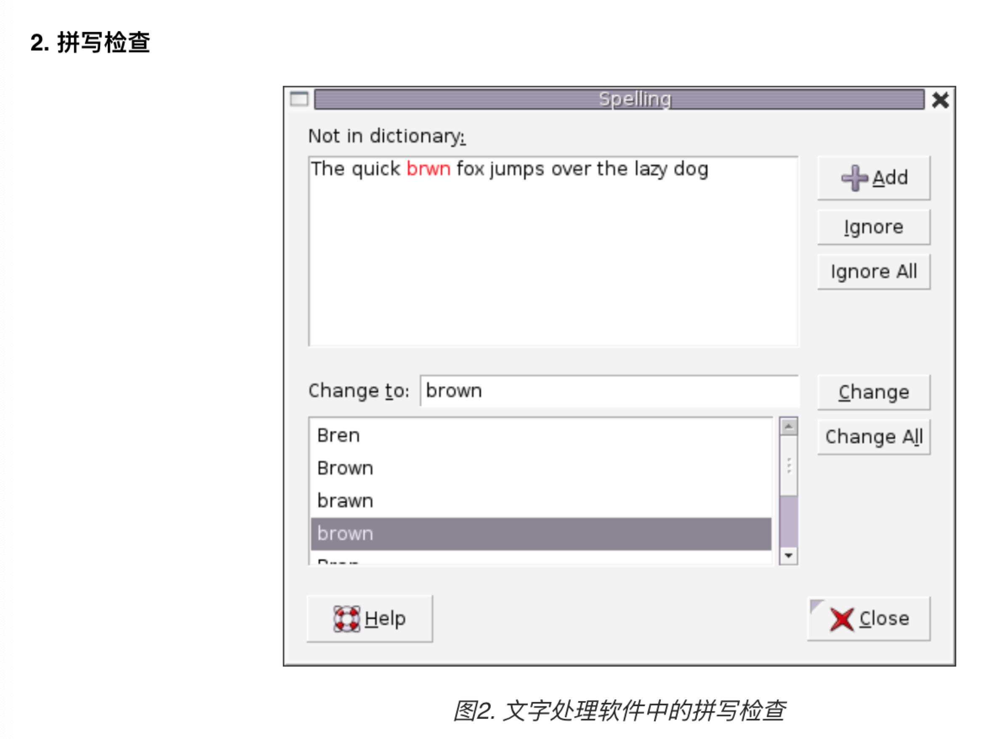 2. 拼写检查
Spelling
Not in dictionary:
The quick brwn fox jumps over the lazy dog
Add
Ignore
Ignore All
Change to: brown
Change
Change All
Bren
Brown
brawn
brown
Help
Close
图2. 文字处理软件中的拼写检查